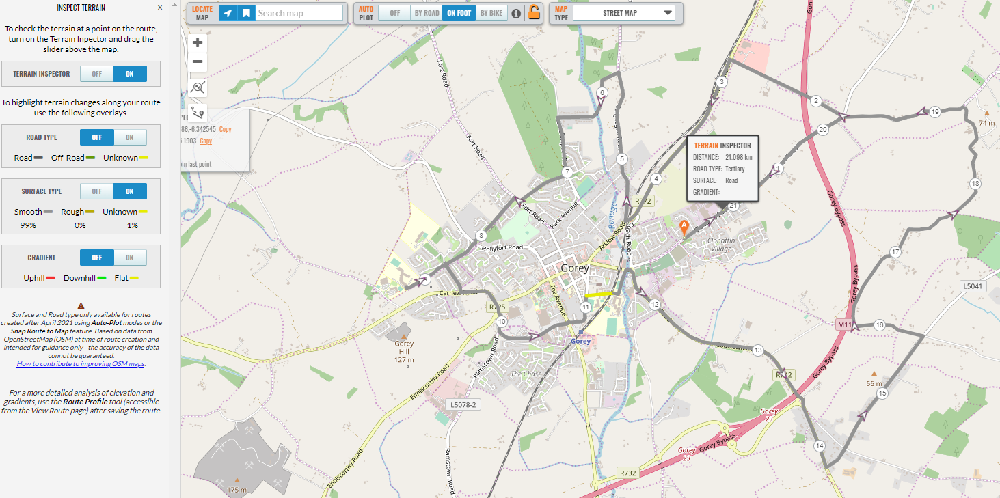 INSPECT TERRAIN
X
To check the terrain at a point on the route,
turn on the Terrain Inpector and drag the
slider above the map.
TERRAIN INSPECTOR OFF ON
To highlight terrain changes along your route
use the following overlays.
ROAD TYPE OFF ON
Road Off-Road Unknown
SURFACE TYPE OFF ON
Smooth Rough Unknown
99% 0% 1%
GRADIENT OFF ON
Uphill Downhill Flat
Surface and Road type only available for routes
created after April 2021 using Auto-Plot modes or the
Snap Route to Map feature. Based on data from
OpenStreetMap (OSM) at time of route creation and
intended for guidance only - the accuracy of the data
cannot be guaranteed.
How to contribute to improving OSM maps.
For a more detailed analysis of elevation and
gradients, use the Route Profile tool (accessible
from the View Route page) after saving the route.
LOCATE
MAP
Search map
AUTO
PLOT
OFF BY ROAD ON FOOT BY BIKE
MAP
TYPE
STREET MAP
+
−
86,-6.342545 Copy
1903 Copy
om last point
TERRAIN INSPECTOR
DISTANCE: 21.098 km
ROAD TYPE: Tertiary
SURFACE: Road
GRADIENT:
Fort Road
Fort Road
Fort Road
Park Avenue
Hollyfort Road
Arklow Road
Coach Road
Banoge
R772
Clonattin
Village
Gorey
The Avenue
Carnew Road
R725
Gorey
Hill
127 m
Gorey
Ramstown Road
The Chase
Enniscorthy Road
Enniscorthy Road
L5078-2
Ramstown Road
175 m
R732
Gorey
23
Gorey
23
Gorey Bypass
Gorey Bypass
Gorey Bypass
Gorey Bypass
Gorey Bypass
M11
R742
L5041
56 m
74 m
Gor
A
1
2
3
4
5
6
7
8
9
10
11
12
13
14
15
16
17
18
19
20
21